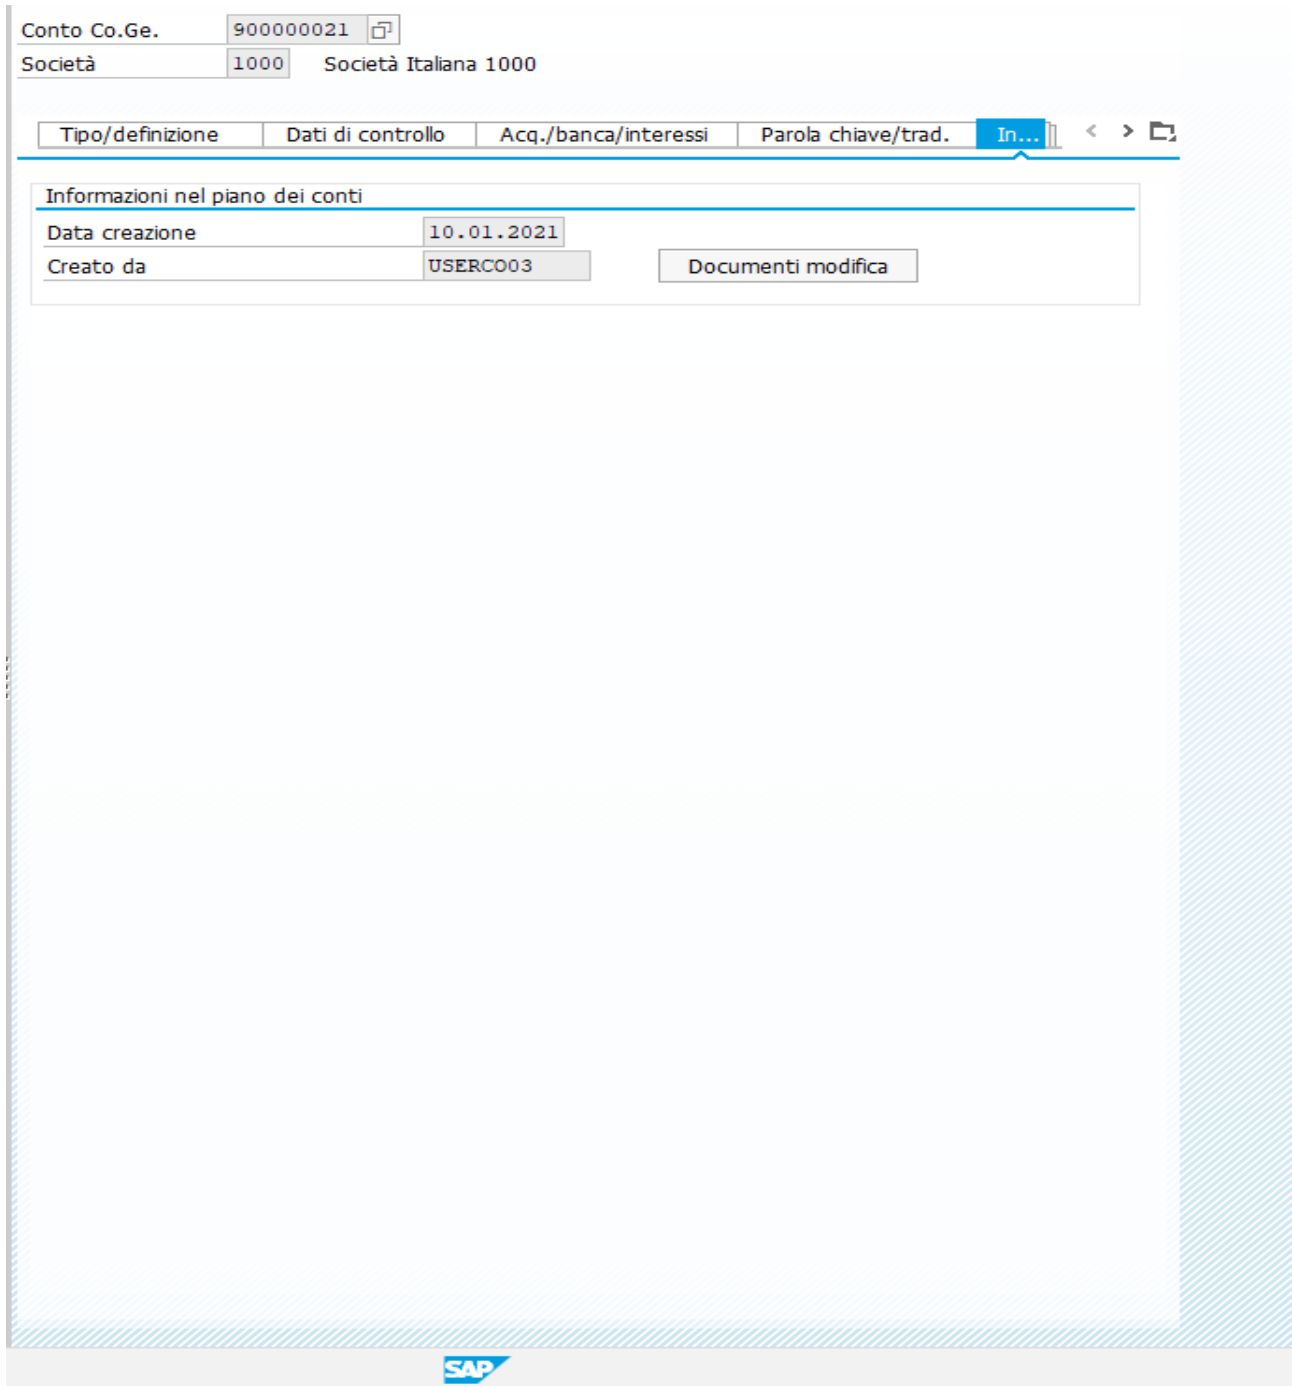 Conto Co.Ge. 900000021
Società 1000 Società Italiana 1000
Tipo/definizione Dati di controllo Acq./banca/interessi Parola chiave/trad. In...
Informazioni nel piano dei conti
Data creazione 10.01.2021
Creato da USERCO03 Documenti modifica
SAP